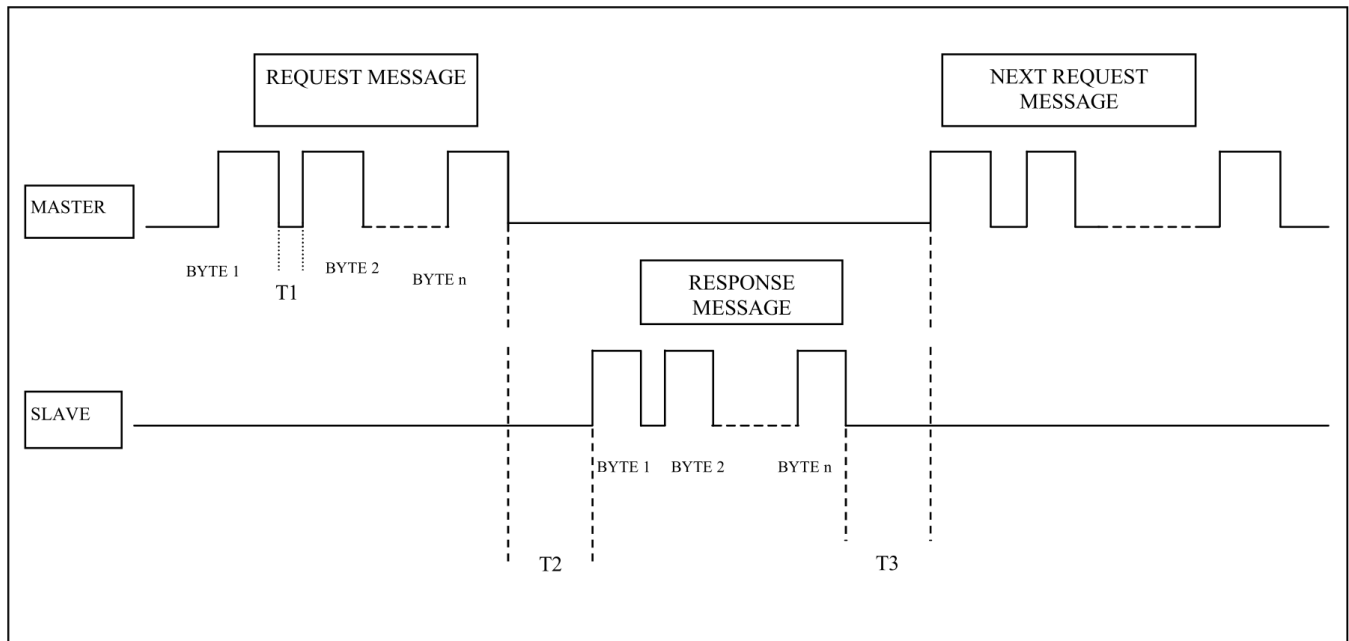 REQUEST MESSAGE
NEXT REQUEST
MESSAGE
MASTER
BYTE 1
T1
BYTE 2
BYTE n
RESPONSE
MESSAGE
SLAVE
BYTE 1
BYTE 2
BYTE n
T2
T3